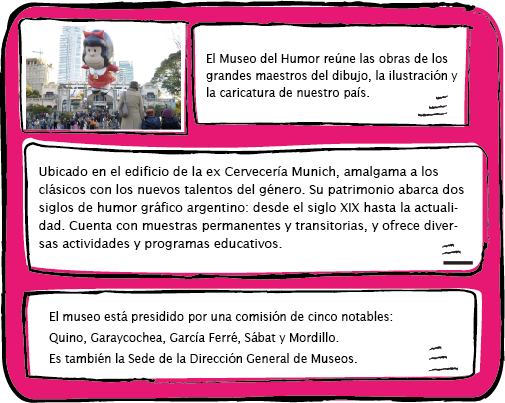 El Museo del Humor reúne las obras de los
grandes maestros del dibujo, la ilustración y
la caricatura de nuestro país.
Ubicado en el edificio de la ex Cervecería Munich, amalgama a los
clásicos con los nuevos talentos del género. Su patrimonio abarca dos
siglos de humor gráfico argentino: desde el siglo XIX hasta la actuali-
dad. Cuenta con muestras permanentes y transitorias, y ofrece diver-
sas actividades y programas educativos.
El museo está presidido por una comisión de cinco notables:
Quino, Garaycochea, García Ferré, Sábat y Mordillo.
Es también la Sede de la Dirección General de Museos.